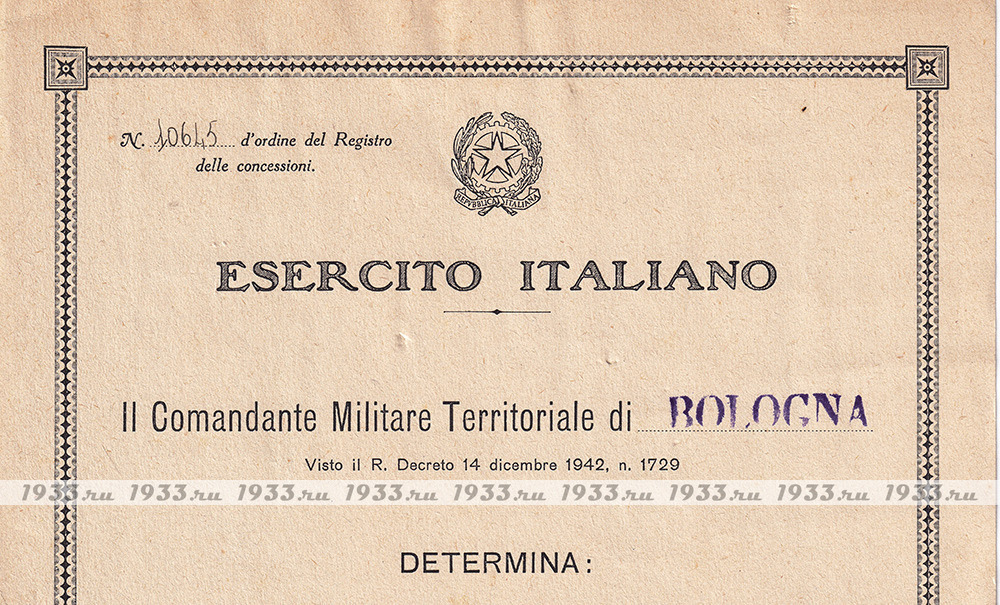 N. 10645 d'ordine del Registro
delle concessioni.
REPVBBLICA ITALIANA
ESERCITO ITALIANO
Il Comandante Militare Territoriale di BOLOGNA
Visto il R. Decreto 14 dicembre 1942, n. 1729
1933.ru 1933.ru 1933.ru 1933.ru 1933.ru 1933.ru 1933.ru 1933.ru 1933.ru
DETERMINA: